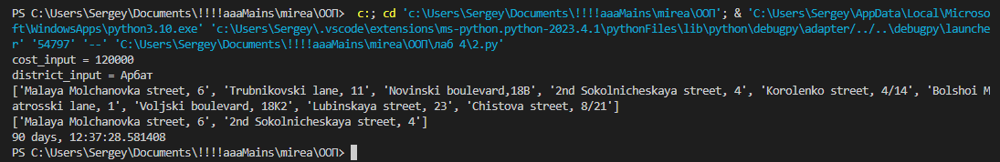 PS C:\Users\Sergey\Documents\!!!!aaaMains\mirea\ООП>  c:; cd 'c:\Users\Sergey\Documents\!!!!aaaMains\mirea\ООП'; & 'C:\Users\Sergey\AppData\Local\Microso
ft\WindowsApps\python3.10.exe' 'c:\Users\Sergey\.vscode\extensions\ms-python.python-2023.4.1\pythonFiles\lib\python\debugpy\adapter/../..\debugpy\launche
r' '54797' '--' 'C:\Users\Sergey\Documents\!!!!aaaMains\mirea\ООП\лаб 4\2.py'
cost_input = 120000
district_input = Арбат
['Malaya Molchanovka street, 6', 'Trubnikovski lane, 11', 'Novinski boulevard,18B', '2nd Sokolnicheskaya street, 4', 'Korolenko street, 4/14', 'Bolshoi M
atrosski lane, 1', 'Voljski boulevard, 18K2', 'Lubinskaya street, 23', 'Chistova street, 8/21']
['Malaya Molchanovka street, 6', '2nd Sokolnicheskaya street, 4']
90 days, 12:37:28.581408
PS C:\Users\Sergey\Documents\!!!!aaaMains\mirea\ООП>